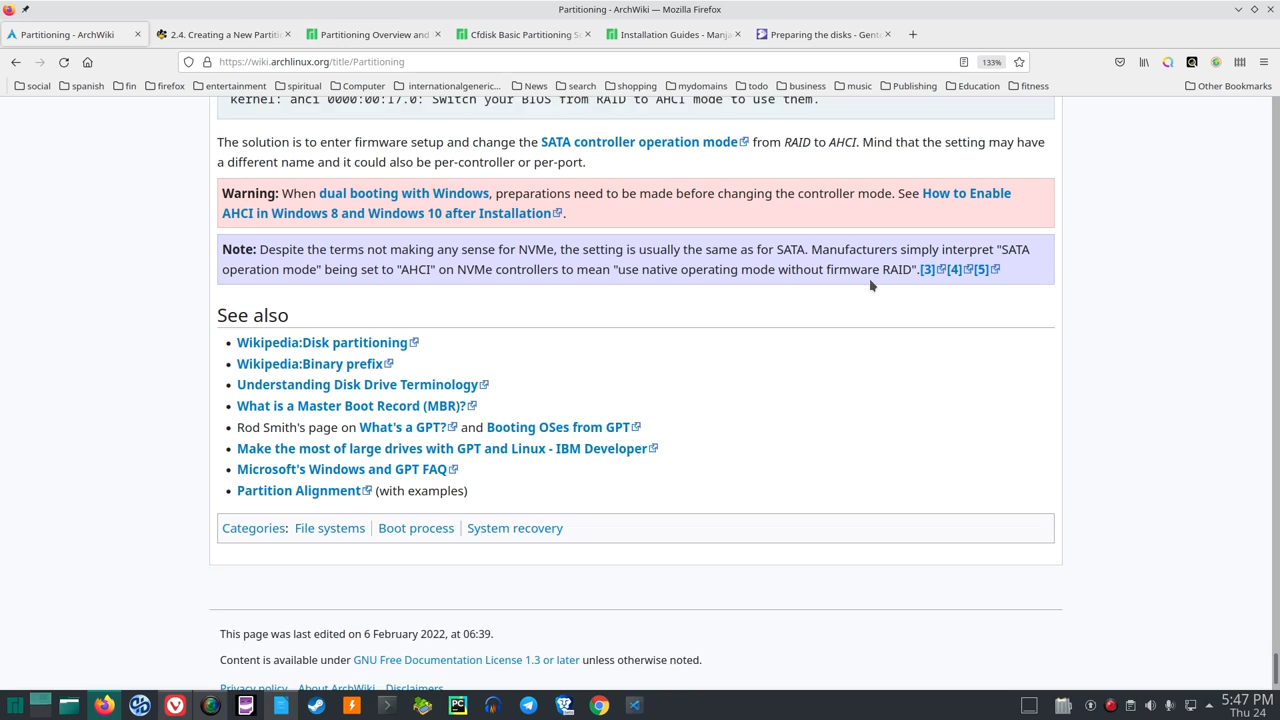 Partitioning - ArchWiki — Mozilla Firefox
Partitioning - ArchWiki
2.4. Creating a New Partiti
Partitioning Overview and
Cfdisk Basic Partitioning S
Installation Guides - Manja
Preparing the disks - Gent
https://wiki.archlinux.org/title/Partitioning
133%
social spanish fin firefox entertainment spiritual Computer internationalgeneric... News search shopping mydomains todo business music Publishing Education fitness Other Bookmarks
kernel: ahci 0000:00:17.0: Switch your BIOS from RAID to AHCI mode to use them.
The solution is to enter firmware setup and change the SATA controller operation mode from RAID to AHCI. Mind that the setting may have
a different name and it could also be per-controller or per-port.
Warning: When dual booting with Windows, preparations need to be made before changing the controller mode. See How to Enable
AHCI in Windows 8 and Windows 10 after Installation.
Note: Despite the terms not making any sense for NVMe, the setting is usually the same as for SATA. Manufacturers simply interpret "SATA
operation mode" being set to "AHCI" on NVMe controllers to mean "use native operating mode without firmware RAID".[3][4][5]
See also
• Wikipedia:Disk partitioning
• Wikipedia:Binary prefix
• Understanding Disk Drive Terminology
• What is a Master Boot Record (MBR)?
• Rod Smith's page on What's a GPT? and Booting OSes from GPT
• Make the most of large drives with GPT and Linux - IBM Developer
• Microsoft's Windows and GPT FAQ
• Partition Alignment (with examples)
Categories: File systems | Boot process | System recovery
This page was last edited on 6 February 2022, at 06:39.
Content is available under GNU Free Documentation License 1.3 or later unless otherwise noted.
Privacy policy About ArchWiki Disclaimers
5:47 PM
Thu 24